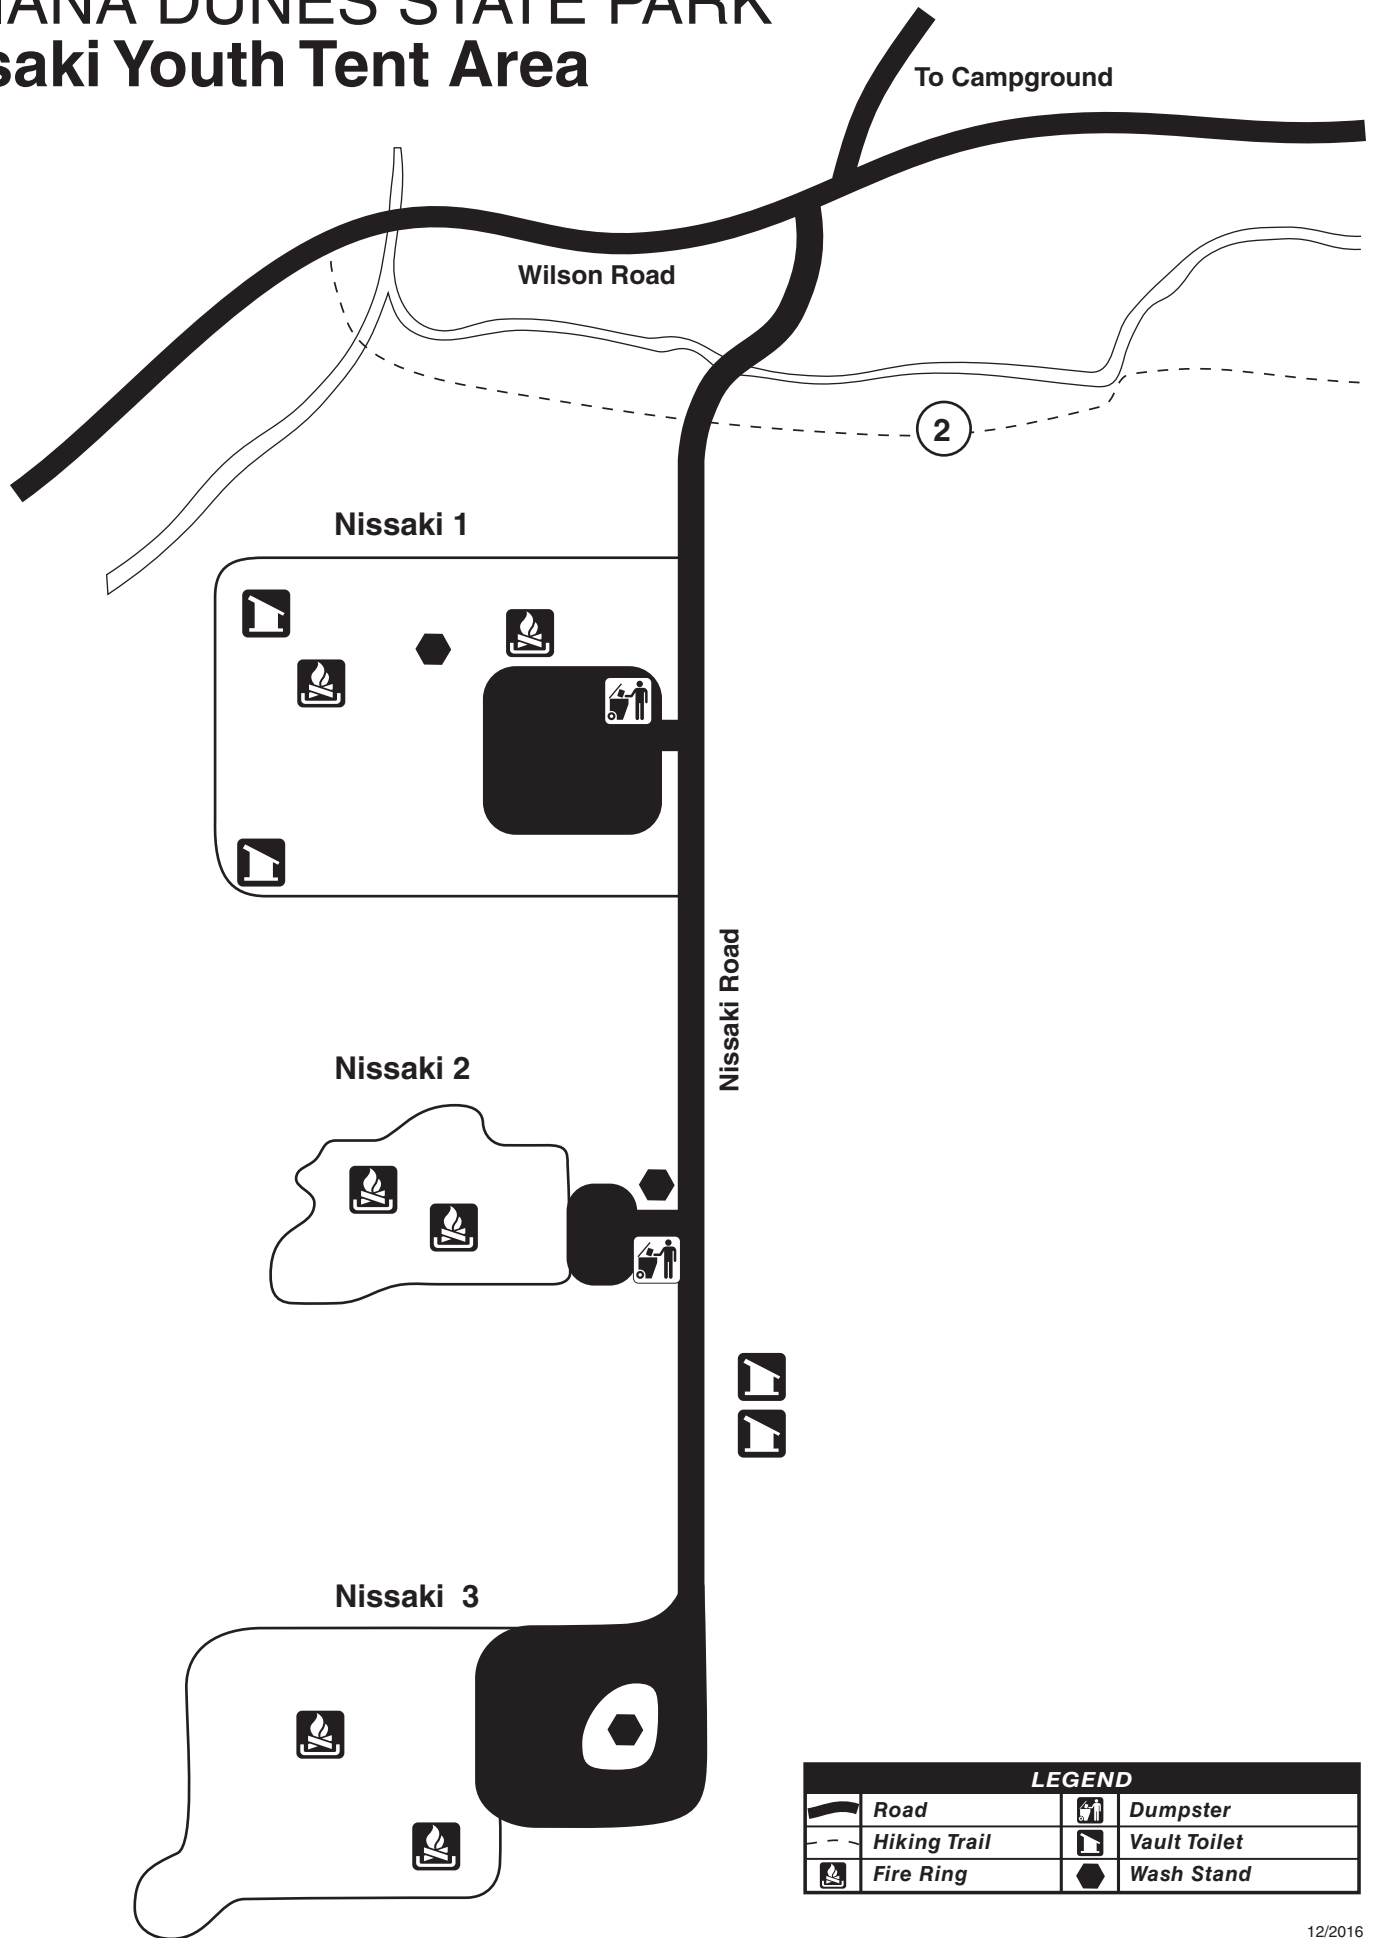 IANA DUNES STATE PARK
saki Youth Tent Area
To Campground
Wilson Road
2
Nissaki 1
Nissaki Road
Nissaki 2
Nissaki 3
LEGEND
Road
Dumpster
Hiking Trail
Vault Toilet
Fire Ring
Wash Stand
12/2016